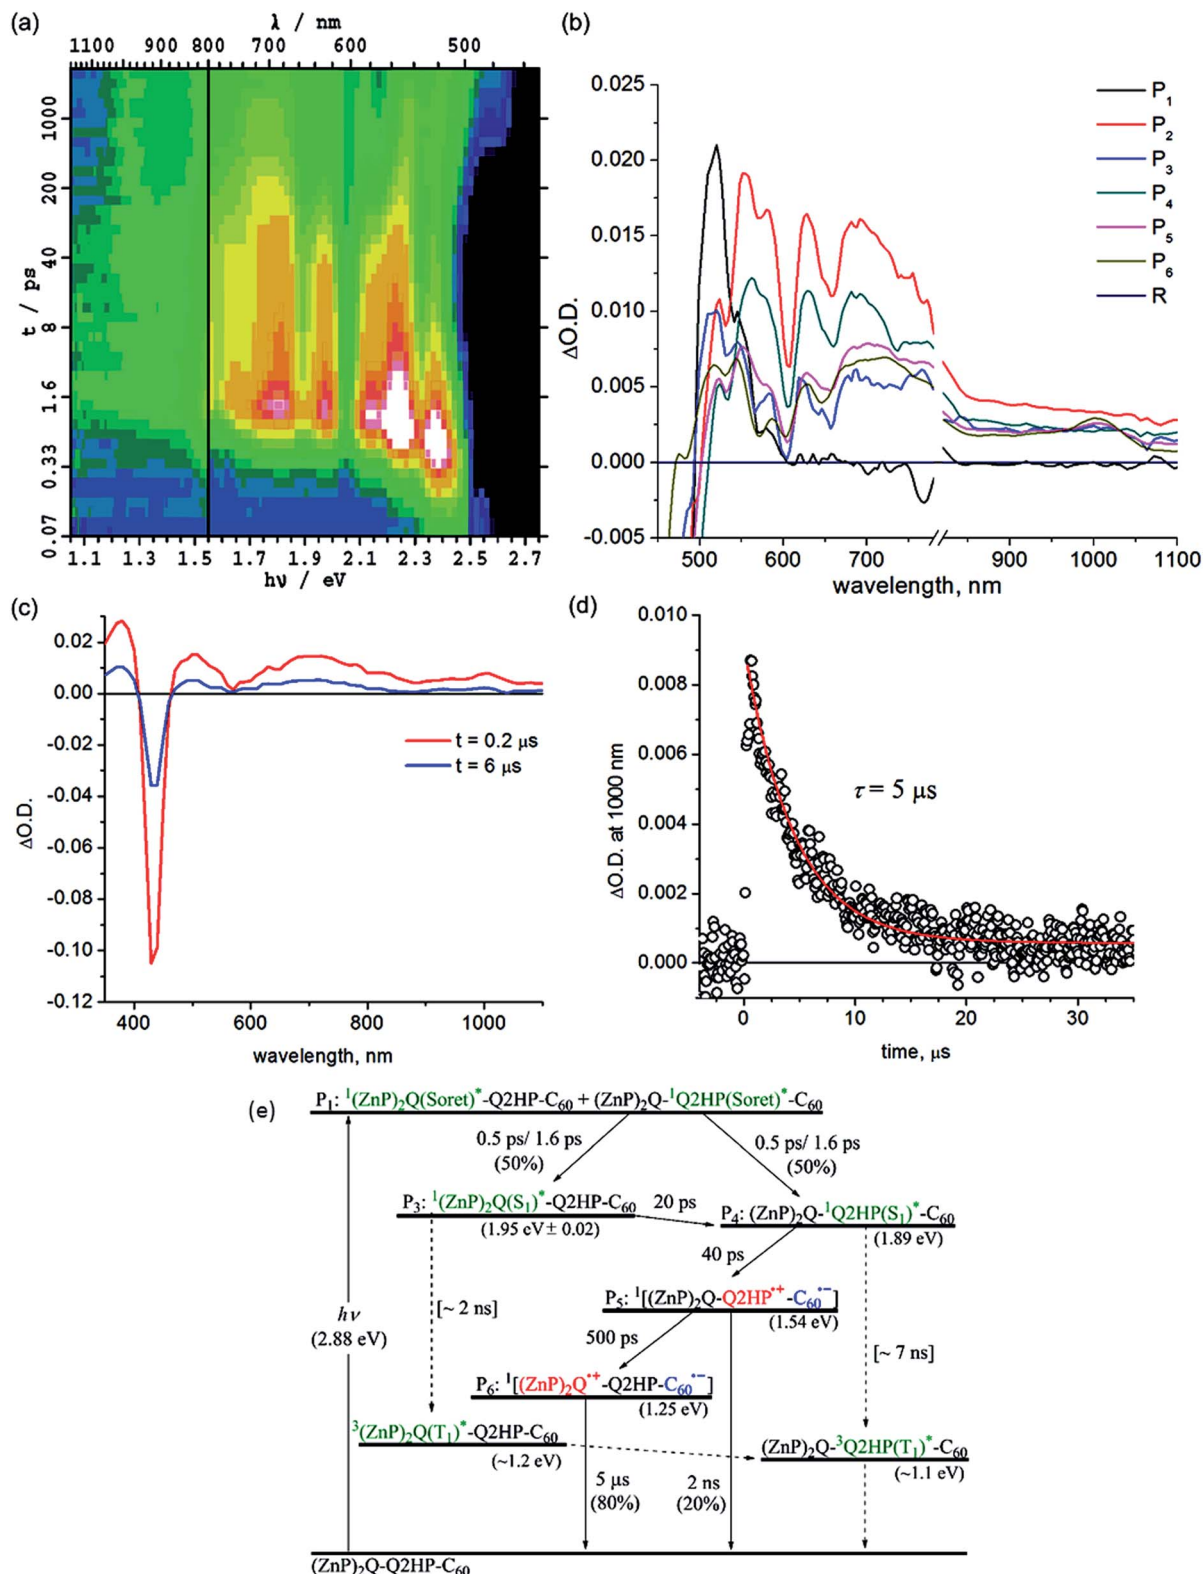 (a)
λ / nm
1100 900 800 700 600 500
1000
200
40
8
1.6
0.33
0.07
t / ps
1.1 1.3 1.5 1.7 1.9 2.1 2.3 2.5 2.7
hν / eV
(b)
0.025
0.020
0.015
0.010
0.005
0.000
-0.005
ΔO.D.
P₁
P₂
P₃
P₄
P₅
P₆
R
500 600 700 900 1000 1100
wavelength, nm
(c)
0.02
0.00
-0.02
-0.04
-0.06
-0.08
-0.10
-0.12
ΔO.D.
t = 0.2 μs
t = 6 μs
400 600 800 1000
wavelength, nm
(d)
0.010
0.008
0.006
0.004
0.002
0.000
ΔO.D. at 1000 nm
τ = 5 μs
0 10 20 30
time, μs
(e)
P₁: ¹(ZnP)₂Q(Soret)*-Q2HP-C₆₀ + (ZnP)₂Q-¹Q2HP(Soret)*-C₆₀
0.5 ps/ 1.6 ps
(50%)
0.5 ps/ 1.6 ps
(50%)
P₃: ¹(ZnP)₂Q(S₁)*-Q2HP-C₆₀
(1.95 eV ± 0.02)
20 ps
P₄: (ZnP)₂Q-¹Q2HP(S₁)*-C₆₀
(1.89 eV)
40 ps
P₅: ¹[(ZnP)₂Q-Q2HP•⁺-C₆₀•⁻]
(1.54 eV)
hν
(2.88 eV)
[~ 2 ns]
500 ps
[~ 7 ns]
P₆: ¹[(ZnP)₂Q•⁺-Q2HP-C₆₀•⁻]
(1.25 eV)
³(ZnP)₂Q(T₁)*-Q2HP-C₆₀
(~1.2 eV)
(ZnP)₂Q-³Q2HP(T₁)*-C₆₀
(~1.1 eV)
5 μs
(80%)
2 ns
(20%)
(ZnP)₂Q-Q2HP-C₆₀